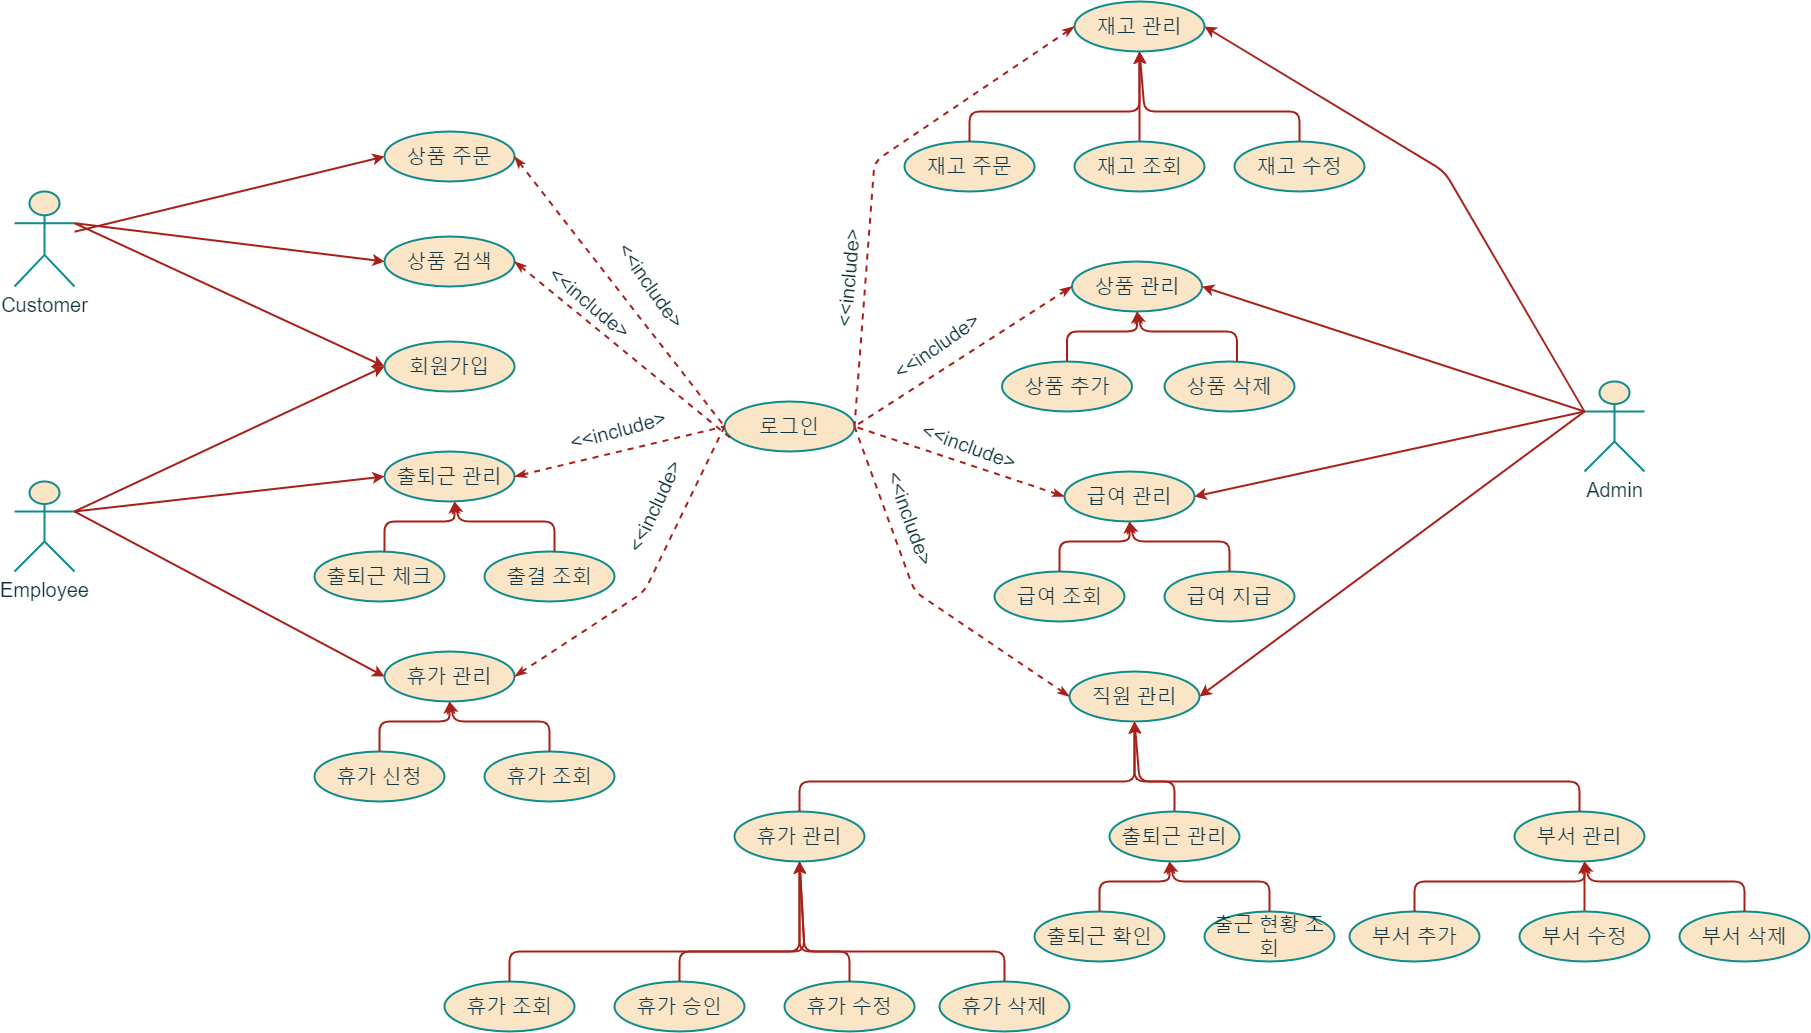 재고 관리
재고 주문
재고 조회
재고 수정
상품 주문
상품 검색
회원가입
Customer
<<include>
<<include>
<<include>
<<include>
상품 관리
상품 추가
상품 삭제
로그인
<<include>
<<include>
<<include>
<<include>
출퇴근 관리
출퇴근 체크
출결 조회
Employee
급여 관리
급여 조회
급여 지급
Admin
휴가 관리
휴가 신청
휴가 조회
직원 관리
휴가 관리
출퇴근 관리
부서 관리
출퇴근 확인
출근 현황 조
회
부서 추가
부서 수정
부서 삭제
휴가 조회
휴가 승인
휴가 수정
휴가 삭제